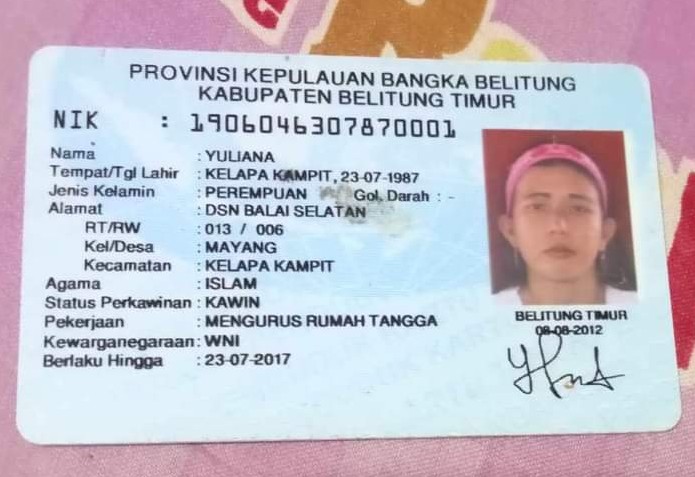 PROVINSI KEPULAUAN BANGKA BELITUNG
KABUPATEN BELITUNG TIMUR
NIK : 1906046307870001
Nama : YULIANA
Tempat/Tgl Lahir : KELAPA KAMPIT, 23-07-1987
Jenis Kelamin : PEREMPUAN Gol. Darah : -
Alamat : DSN BALAI SELATAN
RT/RW : 013 / 006
Kel/Desa : MAYANG
Kecamatan : KELAPA KAMPIT
Agama : ISLAM
Status Perkawinan : KAWIN
Pekerjaan : MENGURUS RUMAH TANGGA
Kewarganegaraan : WNI
Berlaku Hingga : 23-07-2017
BELITUNG TIMUR
08-08-2012